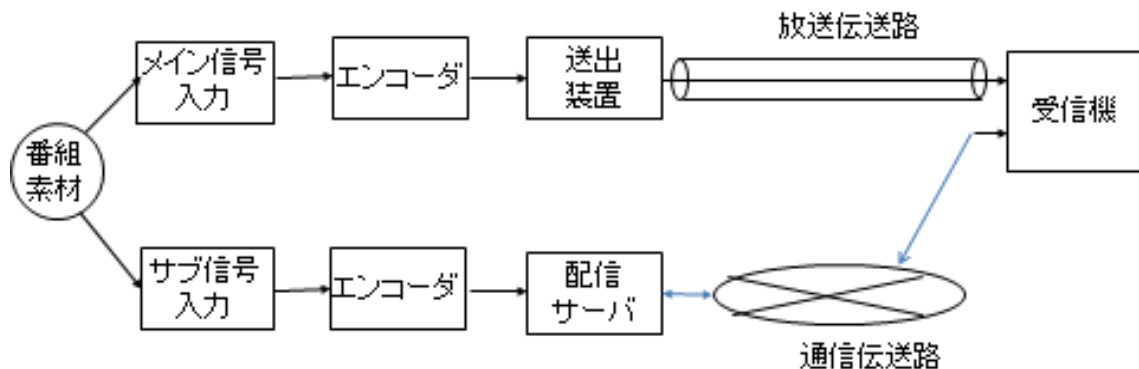 放送伝送路
メイン信号
入力
エンコーダ
送出
装置
受信機
番組
素材
サブ信号
入力
エンコーダ
配信
サーバ
通信伝送路